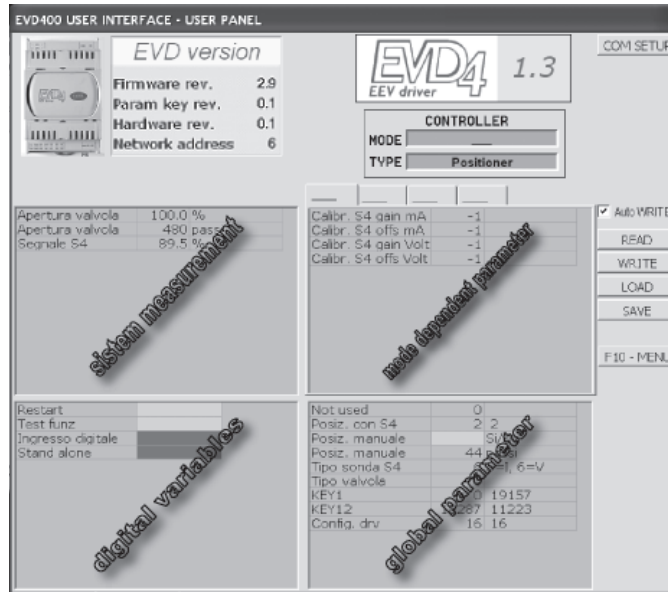 EVD400 USER INTERFACE - USER PANEL
EVD version
Firmware rev. 2.9
Param key rev. 0.1
Hardware rev. 0.1
Network address 6
EVD4
EEV driver
1.3
CONTROLLER
MODE
TYPE Positioner
COM SETUP
Apertura valvola 100.0 %
Apertura valvola 480 pass
Segnale S4 89.5 %
sistem measurement
Calibr. S4 gain mA -1
Calibr. S4 offs mA -1
Calibr. S4 gain Volt -1
Calibr. S4 offs Volt -1
mode dependent parameter
Auto WRITE
READ
WRITE
LOAD
SAVE
F10 - MENU
Restart
Test funz
Ingresso digitale
Stand alone
digital variables
Not used 0
Posiz. con S4 2 2
Posiz. manuale
Posiz. manuale 44
Tipo sonda S4 6=V
Tipo valvola
KEY1 19157
KEY12 11223
Config. drv 16 16
global parameter